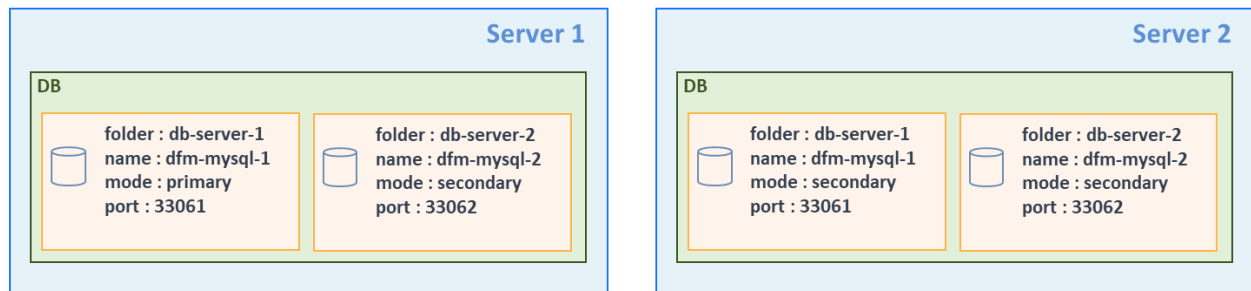 Server 1
DB
folder : db-server-1
name : dfm-mysql-1
mode : primary
port : 33061
folder : db-server-2
name : dfm-mysql-2
mode : secondary
port : 33062
Server 2
DB
folder : db-server-1
name : dfm-mysql-1
mode : secondary
port : 33061
folder : db-server-2
name : dfm-mysql-2
mode : secondary
port : 33062